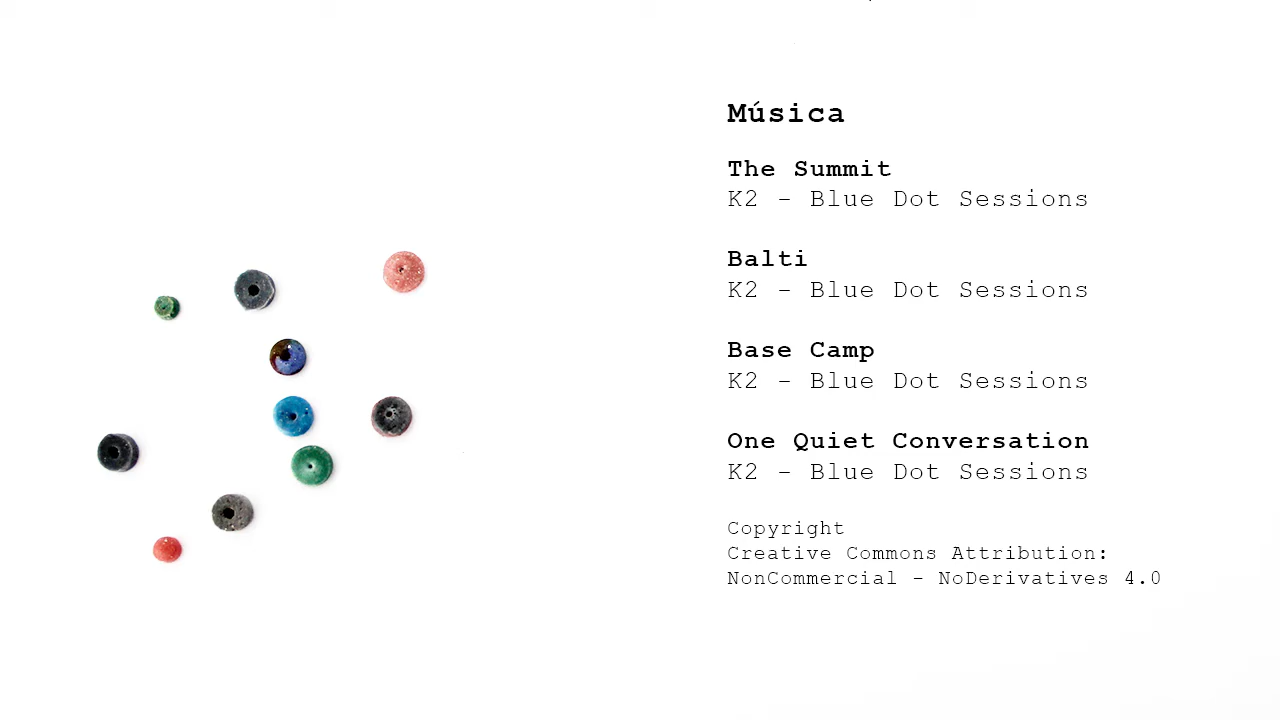 Música
The Summit
K2 - Blue Dot Sessions
Balti
K2 - Blue Dot Sessions
Base Camp
K2 - Blue Dot Sessions
One Quiet Conversation
K2 - Blue Dot Sessions
Copyright
Creative Commons Attribution:
NonCommercial - NoDerivatives 4.0